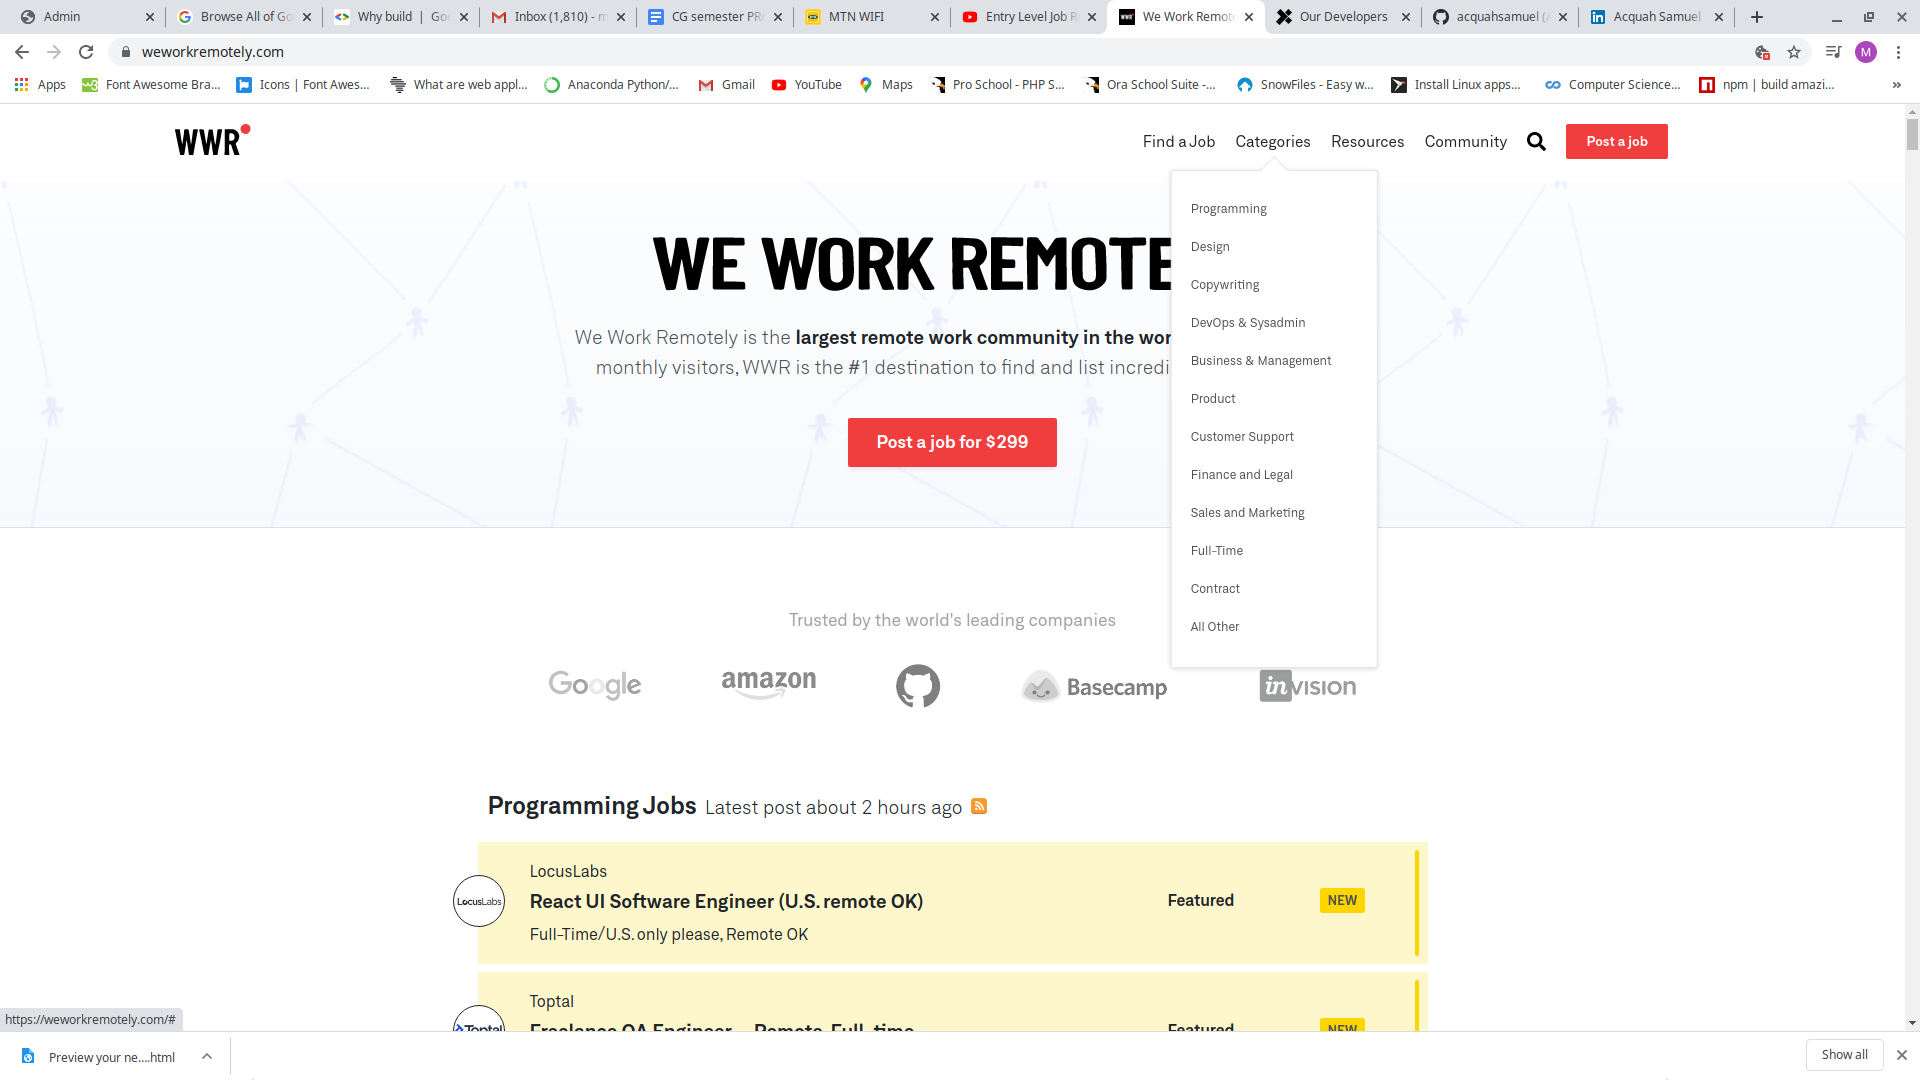 Admin
Browse All of Go
Why build | Goo
Inbox (1,810) - m
CG semester PR
MTN WIFI
Entry Level Job R
We Work Remote
Our Developers
acquahsamuel (A
Acquah Samuel
weworkremotely.com
M
Apps
Font Awesome Bra...
Icons | Font Awes...
What are web appl...
Anaconda Python/...
Gmail
YouTube
Maps
Pro School - PHP S...
Ora School Suite -...
SnowFiles - Easy w...
Install Linux apps...
Computer Science...
npm | build amazi...
»
WWR
Find a Job
Categories
Resources
Community
Post a job
Programming
Design
Copywriting
DevOps & Sysadmin
Business & Management
Product
Customer Support
Finance and Legal
Sales and Marketing
Full-Time
Contract
All Other
WE WORK REMOTE
We Work Remotely is the largest remote work community in the wor
monthly visitors, WWR is the #1 destination to find and list incredi
Post a job for $299
Trusted by the world's leading companies
Google
amazon
Basecamp
invision
Programming Jobs Latest post about 2 hours ago
LocusLabs
LocusLabs
React UI Software Engineer (U.S. remote OK)
Featured
NEW
Full-Time/U.S. only please, Remote OK
Toptal
Toptal
Freelance QA Engineer – Remote, Full-time
Featured
NEW
https://weworkremotely.com/#
Preview your ne....html
Show all